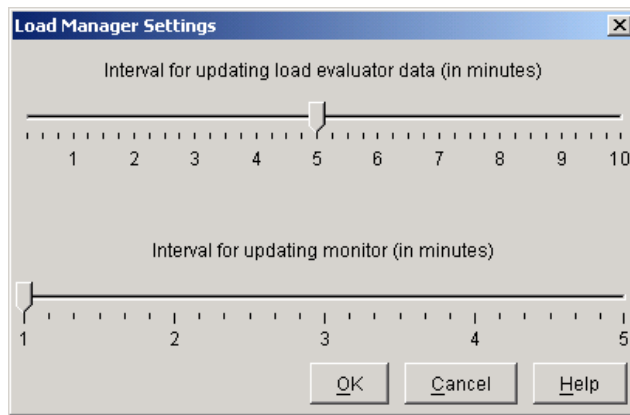 Load Manager Settings
Interval for updating load evaluator data (in minutes)
1 2 3 4 5 6 7 8 9 10
Interval for updating monitor (in minutes)
1 2 3 4 5
OK Cancel Help